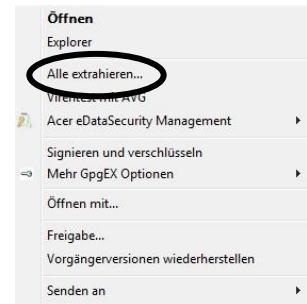 Öffnen
Explorer
Alle extrahieren...
Virentest mit AVG
Acer eDataSecurity Management
Signieren und verschlüsseln
Mehr GpgEX Optionen
Öffnen mit...
Freigabe...
Vorgängerversionen wiederherstellen
Senden an